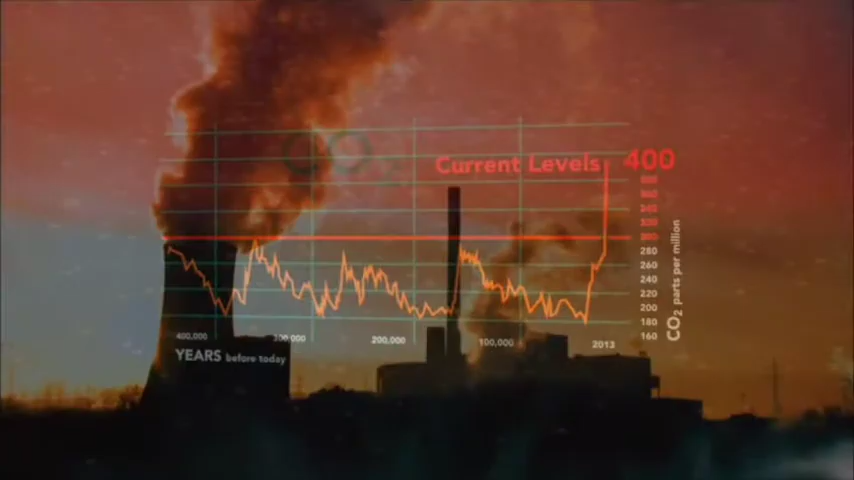 Current Levels 400
300
280
260
240
220
200
180
160
CO2 parts per million
400,000 300,000 200,000 100,000 2013
YEARS before today